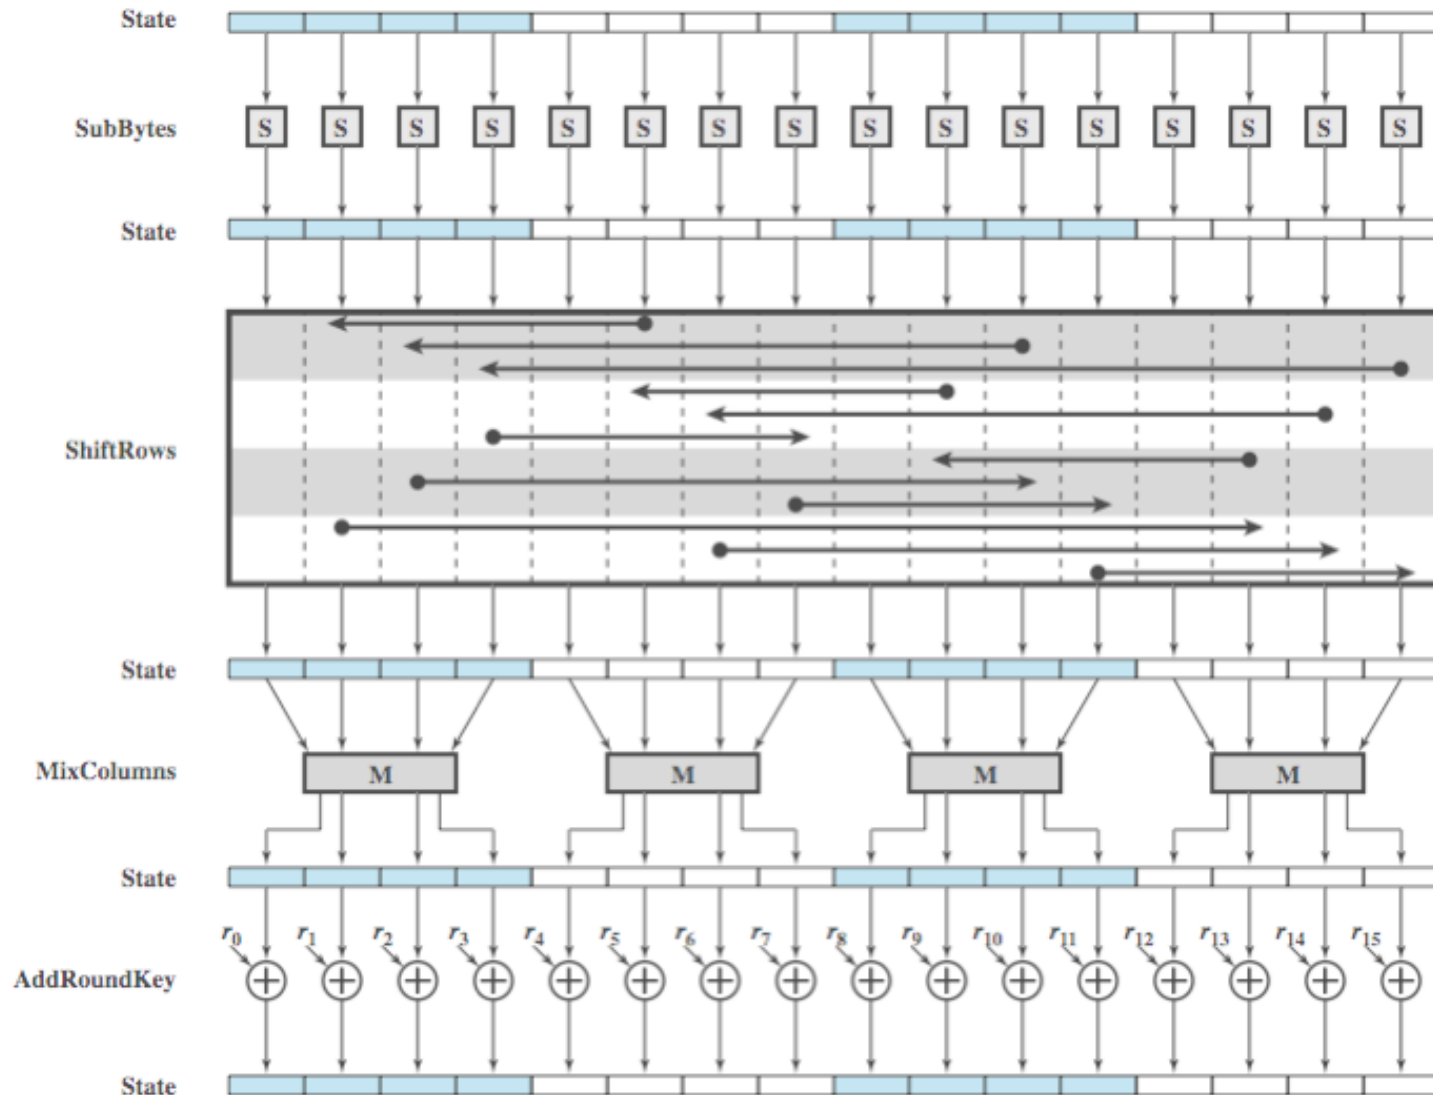 State
SubBytes S S S S S S S S S S S S S S S S
State
ShiftRows
State
MixColumns M M M M
State
r0 r1 r2 r3 r4 r5 r6 r7 r8 r9 r10 r11 r12 r13 r14 r15
AddRoundKey
State